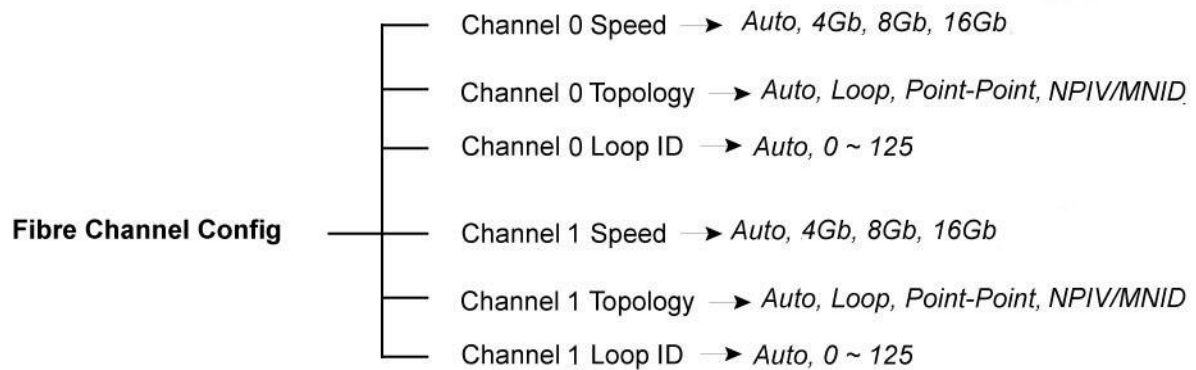 Channel 0 Speed Auto, 4Gb, 8Gb, 16Gb
Channel 0 Topology Auto, Loop, Point-Point, NPIV/MNID.
Channel 0 Loop ID Auto, 0 ~ 125
Fibre Channel Config Channel 1 Speed Auto, 4Gb, 8Gb, 16Gb
Channel 1 Topology Auto, Loop, Point-Point, NPIV/MNID
Channel 1 Loop ID Auto, 0 ~ 125